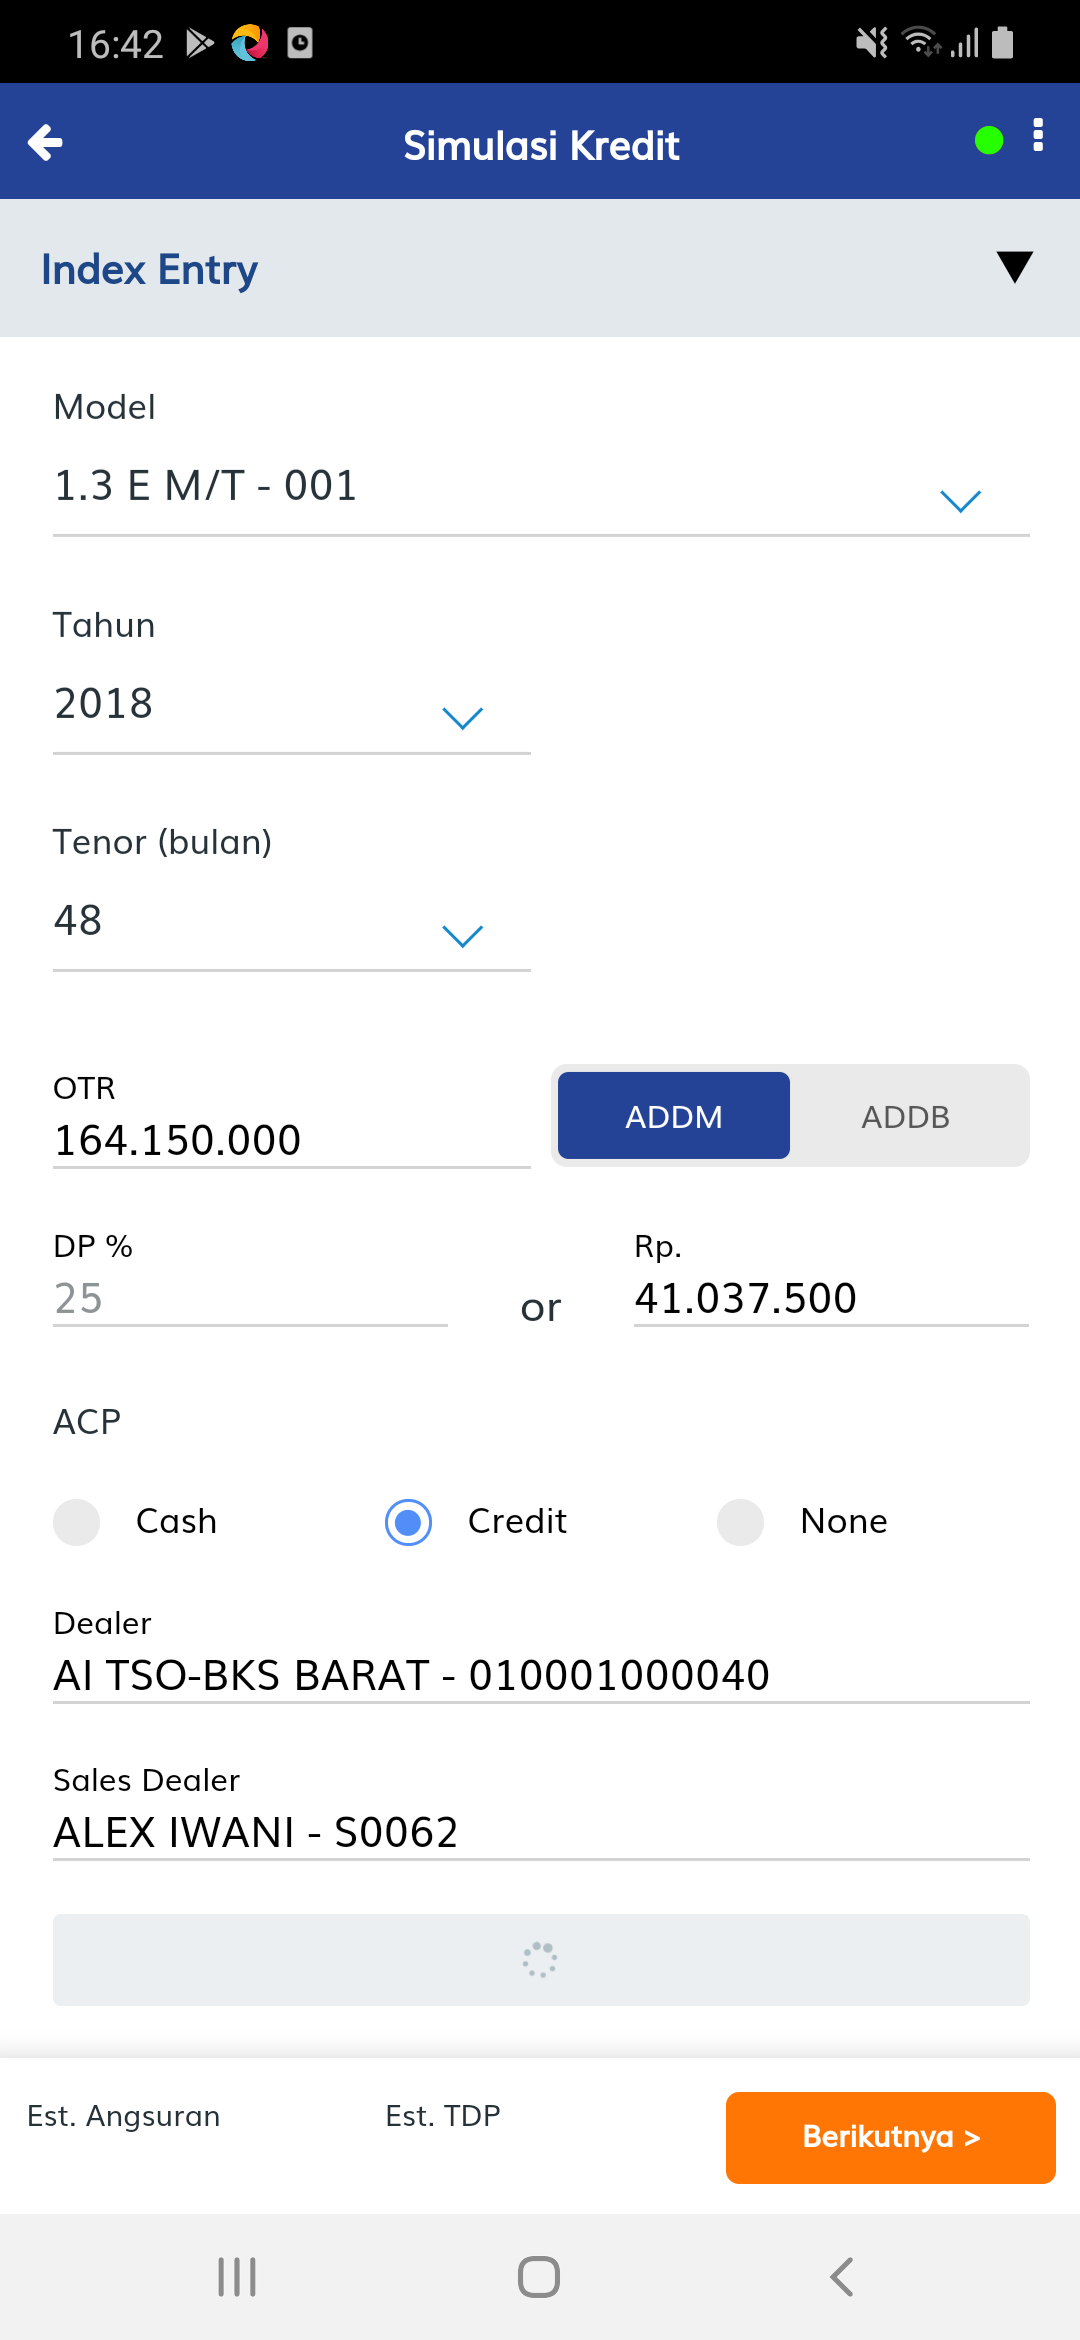 16:42
Simulasi Kredit
Index Entry
Model
1.3 E M/T - 001
Tahun
2018
Tenor (bulan)
48
OTR
164.150.000
ADDM ADDB
DP %
25
or
Rp.
41.037.500
ACP
Cash Credit None
Dealer
AI TSO-BKS BARAT - 010001000040
Sales Dealer
ALEX IWANI - S0062
Est. Angsuran Est. TDP
Berikutnya >